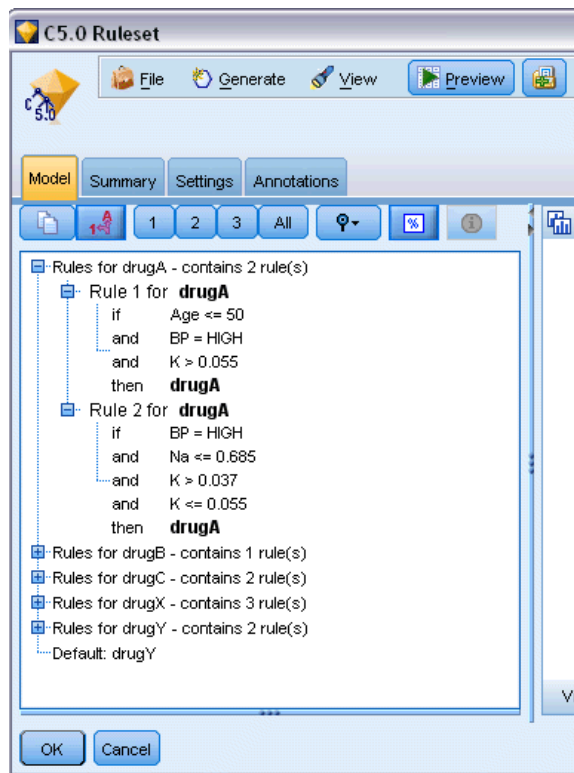 C5.0 Ruleset
File Generate View Preview
C 5.0
Model Summary Settings Annotations
1 2 3 All %
Rules for drugA - contains 2 rule(s)
Rule 1 for drugA
if Age <= 50
and BP = HIGH
and K > 0.055
then drugA
Rule 2 for drugA
if BP = HIGH
and Na <= 0.685
and K > 0.037
and K <= 0.055
then drugA
Rules for drugB - contains 1 rule(s)
Rules for drugC - contains 2 rule(s)
Rules for drugX - contains 3 rule(s)
Rules for drugY - contains 2 rule(s)
Default: drugY
V
OK Cancel